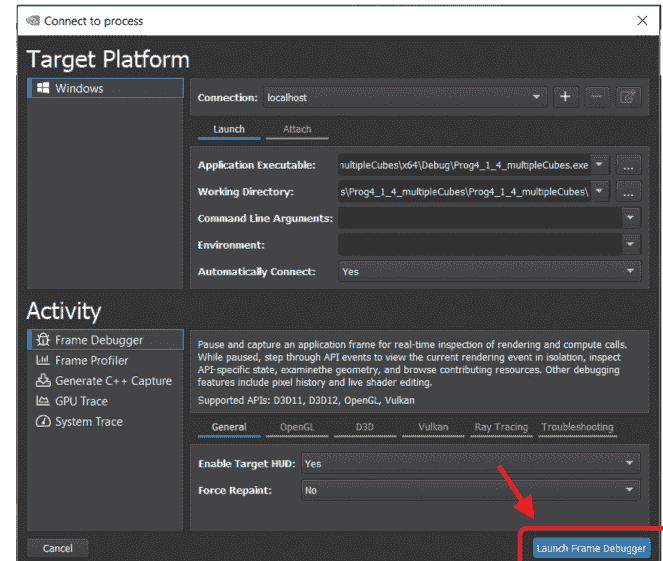 Connect to process
Target Platform
Windows
Connection: localhost
Launch Attach
Application Executable: multipleCubes\x64\Debug\Prog4_1_4_multipleCubes.exe
Working Directory: s\Prog4_1_4_multipleCubes\Prog4_1_4_multipleCubes\
Command Line Arguments:
Environment:
Automatically Connect: Yes
Activity
Frame Debugger
Frame Profiler
Generate C++ Capture
GPU Trace
System Trace
Pause and capture an application frame for real-time inspection of rendering and compute calls.
While paused, step through API events to view the current rendering event in isolation, inspect
API-specific state, examinethe geometry, and browse contributing resources. Other debugging
features include pixel history and live shader editing.
Supported APIs: D3D11, D3D12, OpenGL, Vulkan
General OpenGL D3D Vulkan Ray Tracing Troubleshooting
Enable Target HUD: Yes
Force Repaint: No
Cancel Launch Frame Debugger